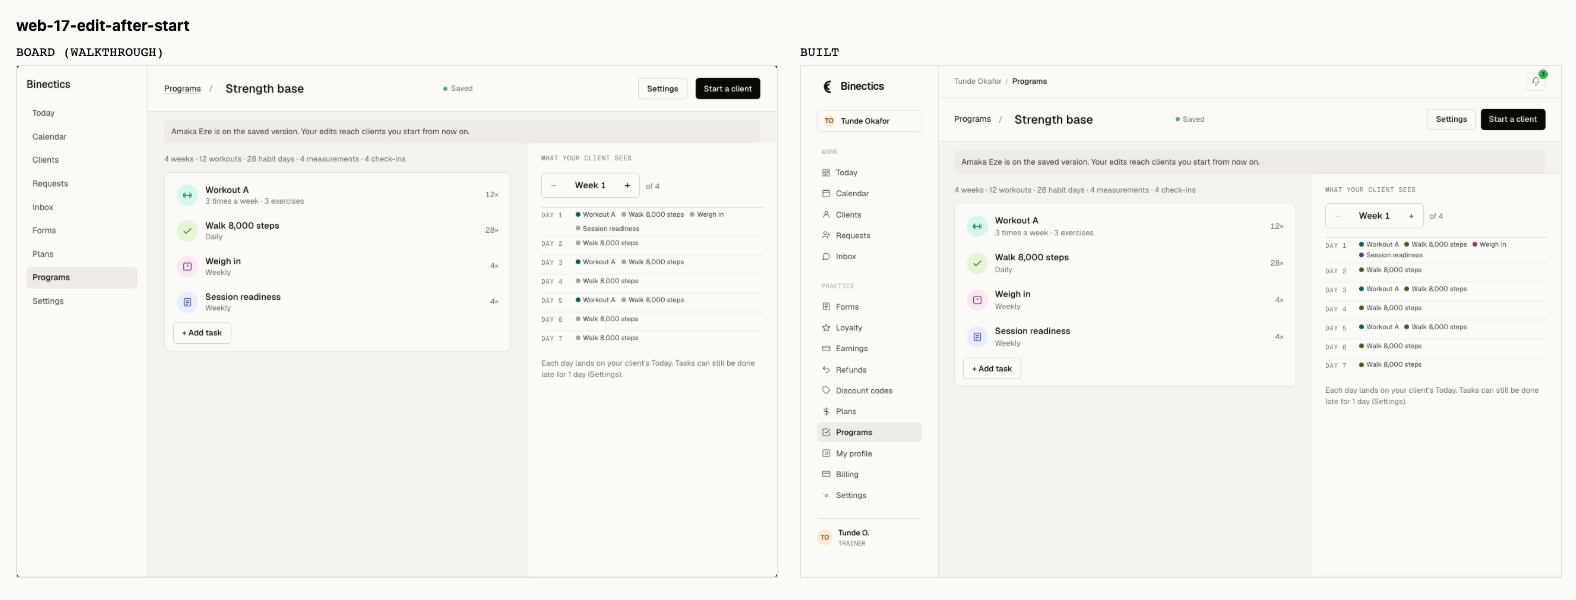 web-17-edit-after-start
BOARD (WALKTHROUGH)
Binectics
Today
Calendar
Clients
Requests
Inbox
Forms
Plans
Programs
Settings
Programs / Strength base
Saved
Settings
Start a client
Amaka Eze is on the saved version. Your edits reach clients you start from now on.
4 weeks · 12 workouts · 28 habit days · 4 measurements · 4 check-ins
Workout A
3 times a week · 3 exercises
12×
Walk 8,000 steps
Daily
28×
Weigh in
Weekly
4×
Session readiness
Weekly
4×
+ Add task
WHAT YOUR CLIENT SEES
− Week 1 + of 4
DAY 1 Workout A Walk 8,000 steps Weigh in
Session readiness
DAY 2 Walk 8,000 steps
DAY 3 Workout A Walk 8,000 steps
DAY 4 Walk 8,000 steps
DAY 5 Workout A Walk 8,000 steps
DAY 6 Walk 8,000 steps
DAY 7 Walk 8,000 steps
Each day lands on your client's Today. Tasks can still be done
late for 1 day (Settings).
BUILT
Binectics
TO Tunde Okafor
WORK
Today
Calendar
Clients
Requests
Inbox
PRACTICE
Forms
Loyalty
Earnings
Refunds
Discount codes
Plans
Programs
My profile
Billing
Settings
TO Tunde O.
TRAINER
Tunde Okafor / Programs
3
Programs / Strength base
Saved
Settings
Start a client
Amaka Eze is on the saved version. Your edits reach clients you start from now on.
4 weeks · 12 workouts · 28 habit days · 4 measurements · 4 check-ins
Workout A
3 times a week · 3 exercises
12×
Walk 8,000 steps
Daily
28×
Weigh in
Weekly
4×
Session readiness
Weekly
4×
+ Add task
WHAT YOUR CLIENT SEES
− Week 1 + of 4
DAY 1 Workout A Walk 8,000 steps Weigh in
Session readiness
DAY 2 Walk 8,000 steps
DAY 3 Workout A Walk 8,000 steps
DAY 4 Walk 8,000 steps
DAY 5 Workout A Walk 8,000 steps
DAY 6 Walk 8,000 steps
DAY 7 Walk 8,000 steps
Each day lands on your client's Today. Tasks can still be done
late for 1 day (Settings).